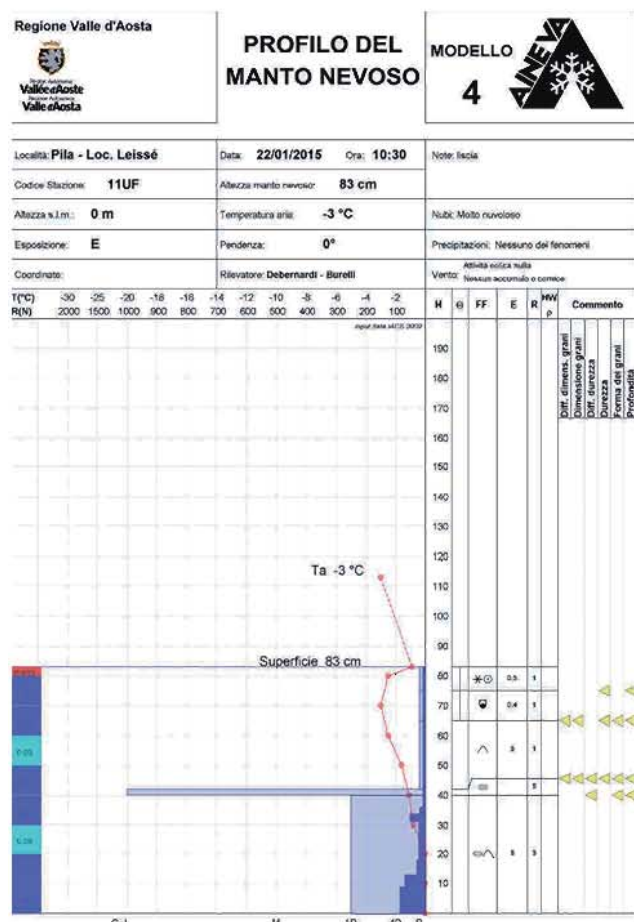 Regione Valle d'Aosta
Vallée d'Aoste
Valle d'Aosta
PROFILO DEL
MANTO NEVOSO
MODELLO
4
AINEVA
Località: Pila - Loc. Leissé
Data: 22/01/2015 Ora: 10:30
Note: liscia
Codice Stazione: 11UF
Altezza manto nevoso: 83 cm
Altezza s.l.m.: 0 m
Temperatura aria: -3 °C
Nubi: Molto nuvoloso
Esposizione: E
Pendenza: 0°
Precipitazioni: Nessuno dei fenomeni
Coordinate:
Rilevatore: Debernardi - Burelli
Vento: Attività eolica nulla
Nessun accumulo o cornice
T(°C) -30 -25 -20 -18 -16 -14 -12 -10 -8 -6 -4 -2
R(N) 2000 1500 1000 900 800 700 600 500 400 300 200 100
H FF E R HW Commento
ρ
Diff. dimens. grani
Dimensione grani
Diff. durezza
Durezza
Forma dei grani
Profondità
190
180
170
160
150
140
130
120
Ta -3 °C
110
100
90
Superficie 83 cm
80
0,5 1
70
0,4 1
60
50
40
30
20
10